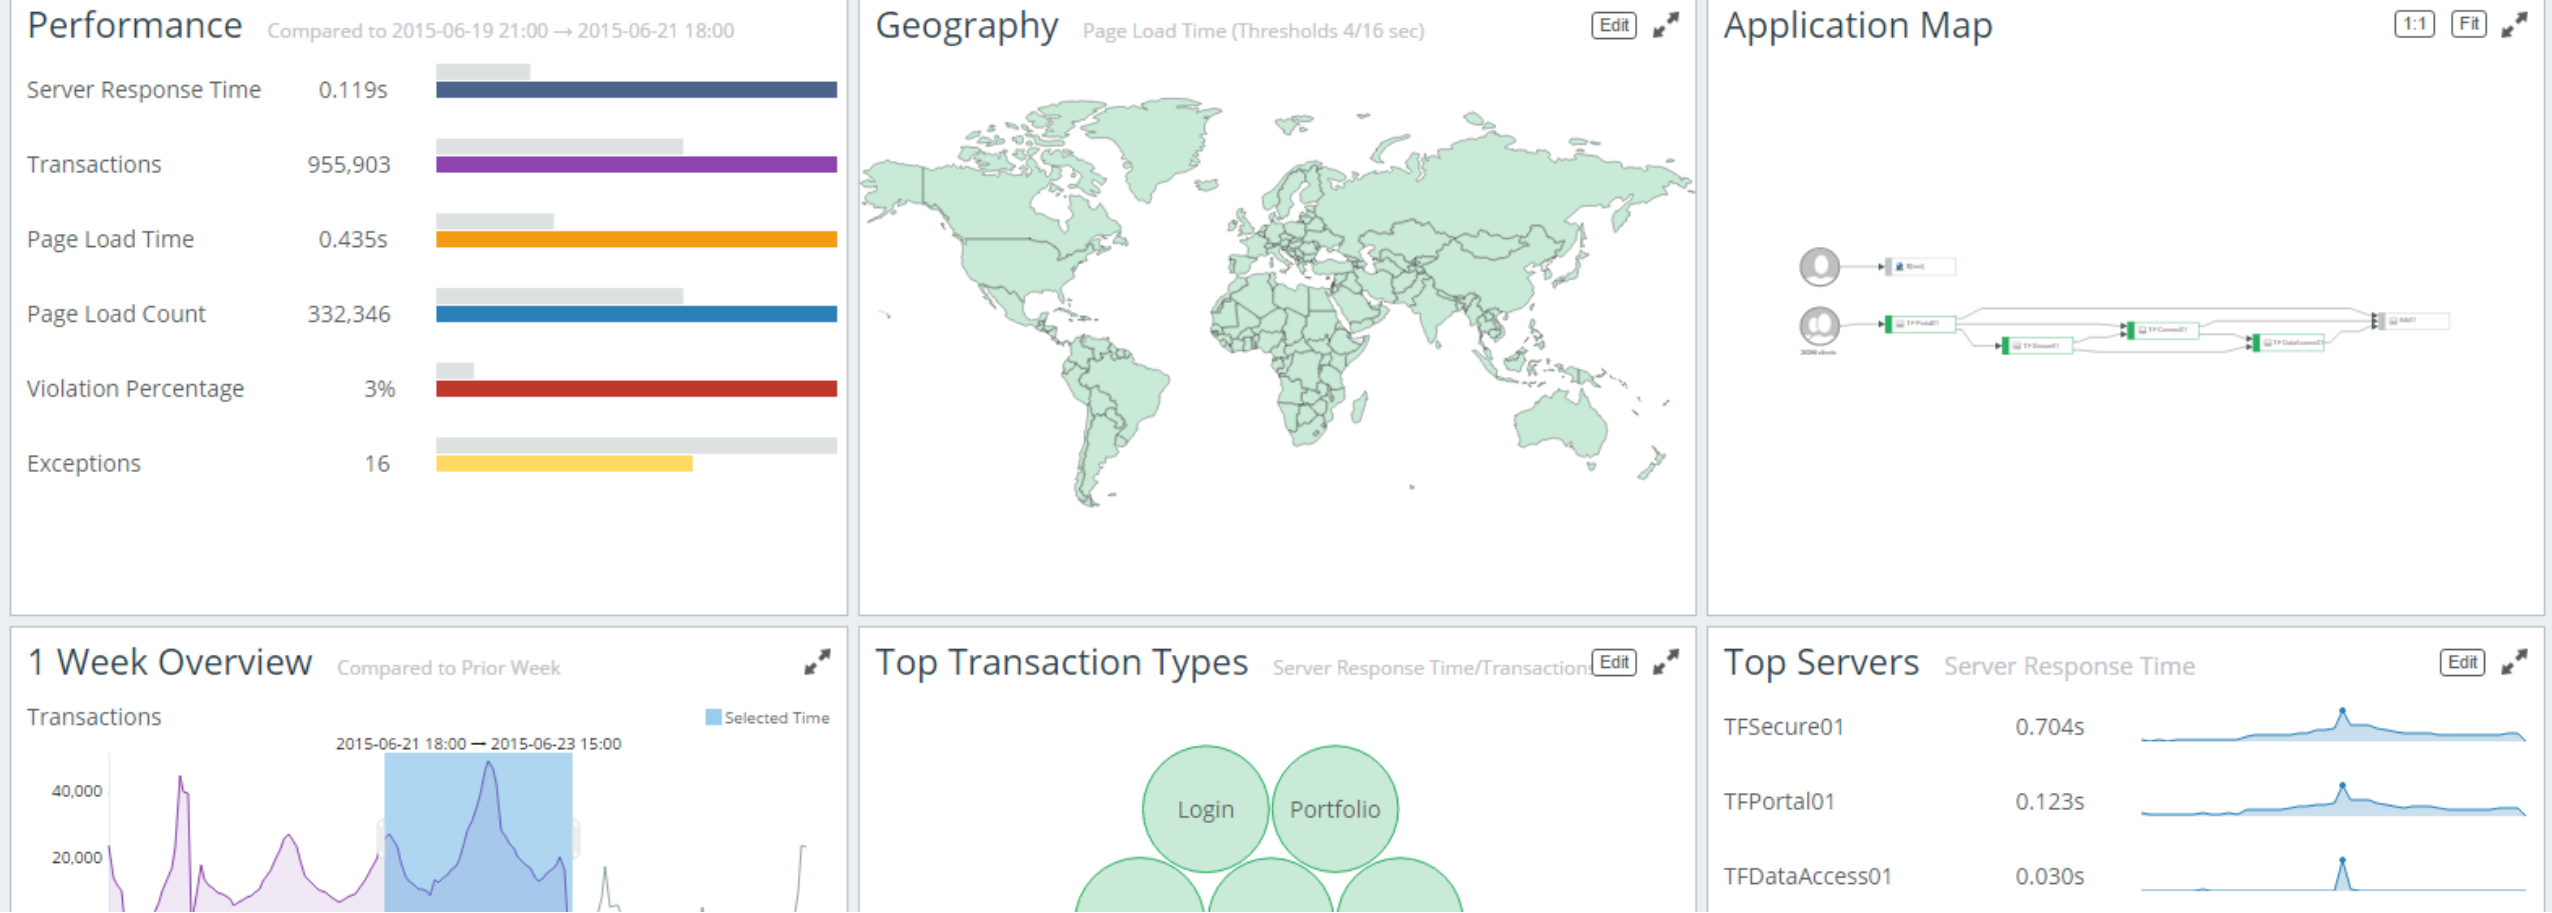 Performance Compared to 2015-06-19 21:00 → 2015-06-21 18:00
Server Response Time 0.119s
Transactions 955,903
Page Load Time 0.435s
Page Load Count 332,346
Violation Percentage 3%
Exceptions 16
Geography Page Load Time (Thresholds 4/16 sec) Edit
Application Map 1:1 Fit
TFPortal01
TFSecure01
TFConnect01
TFDataAccess01
1 Week Overview Compared to Prior Week
Transactions Selected Time
2015-06-21 18:00 → 2015-06-23 15:00
40,000
20,000
Top Transaction Types Server Response Time/Transactions Edit
Login Portfolio
Top Servers Server Response Time Edit
TFSecure01 0.704s
TFPortal01 0.123s
TFDataAccess01 0.030s